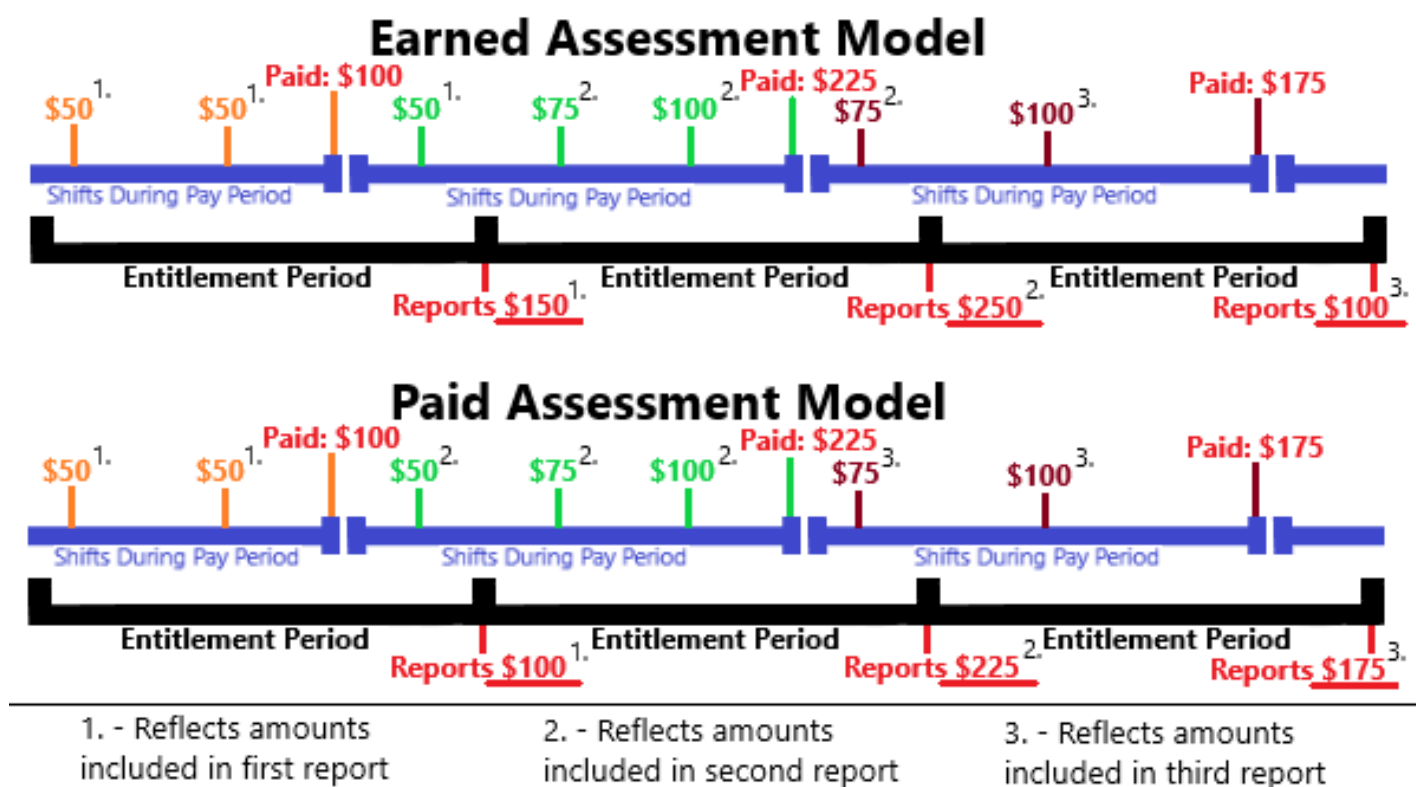 Earned Assessment Model
Paid: $100 Paid: $225 Paid: $175
$50 1. $50 1. $50 1. $75 2. $100 2. $75 2. $100 3.
Shifts During Pay Period Shifts During Pay Period Shifts During Pay Period
Entitlement Period Entitlement Period Entitlement Period
Reports $150 1. Reports $250 2. Reports $100 3.
Paid Assessment Model
Paid: $100 Paid: $225 Paid: $175
$50 1. $50 1. $50 2. $75 2. $100 2. $75 3. $100 3.
Shifts During Pay Period Shifts During Pay Period Shifts During Pay Period
Entitlement Period Entitlement Period Entitlement Period
Reports $100 1. Reports $225 2. Reports $175 3.
1. - Reflects amounts
included in first report
2. - Reflects amounts
included in second report
3. - Reflects amounts
included in third report